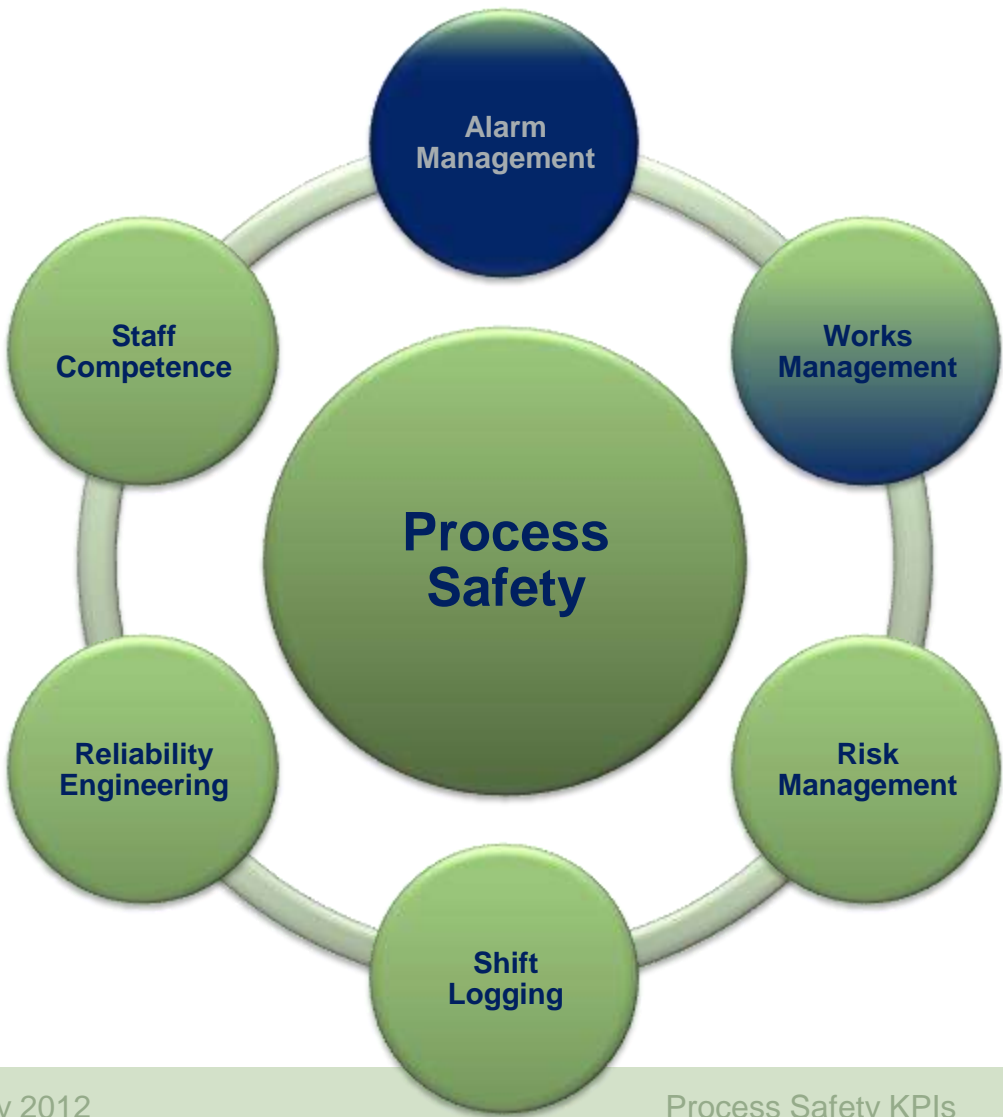 Alarm
Management
Staff
Competence
Works
Management
Process
Safety
Reliability
Engineering
Risk
Management
Shift
Logging
2012
Process Safety KPIs